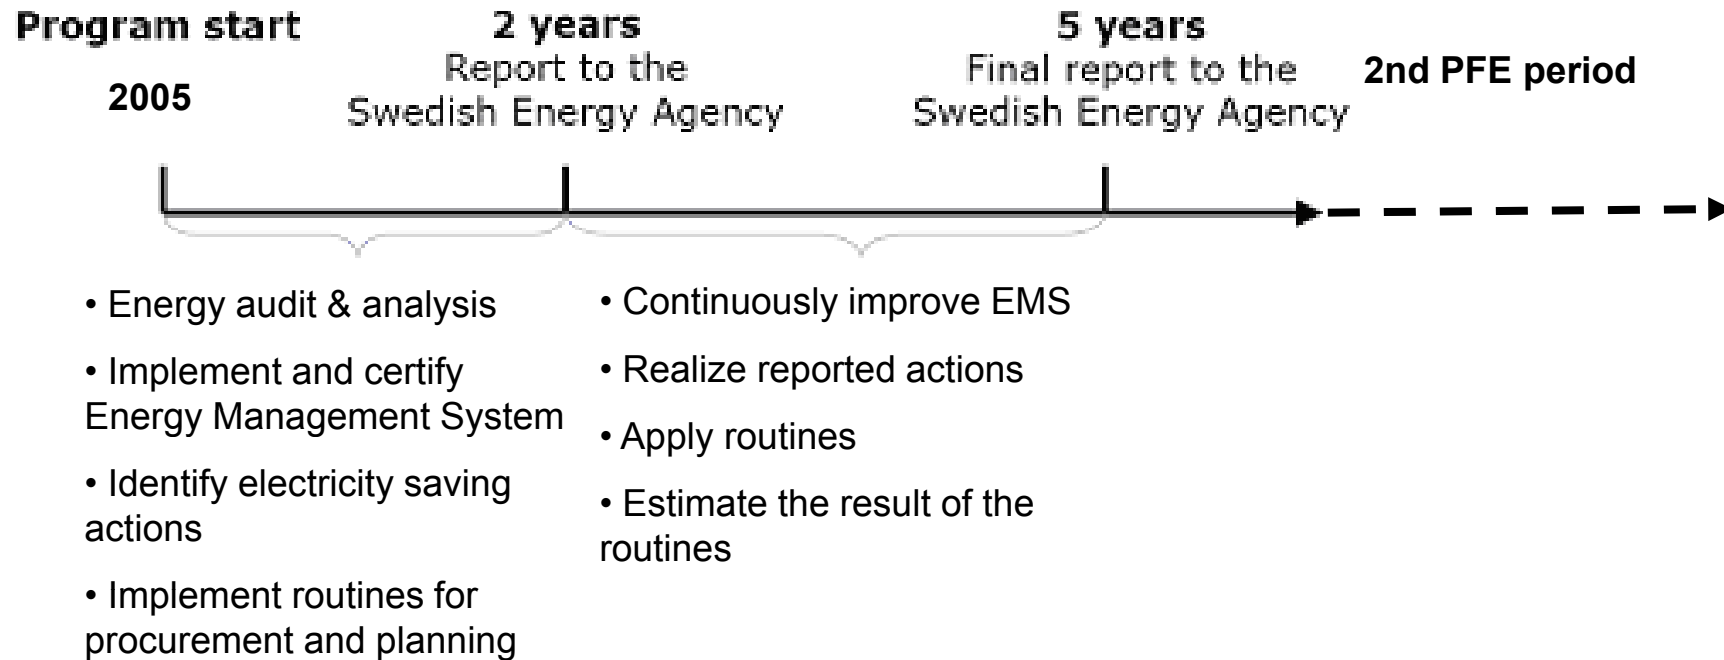 Program start
2005
2 years
Report to the
Swedish Energy Agency
5 years
Final report to the
Swedish Energy Agency
2nd PFE period
• Energy audit & analysis
• Implement and certify
Energy Management System
• Identify electricity saving
actions
• Implement routines for
procurement and planning
• Continuously improve EMS
• Realize reported actions
• Apply routines
• Estimate the result of the
routines